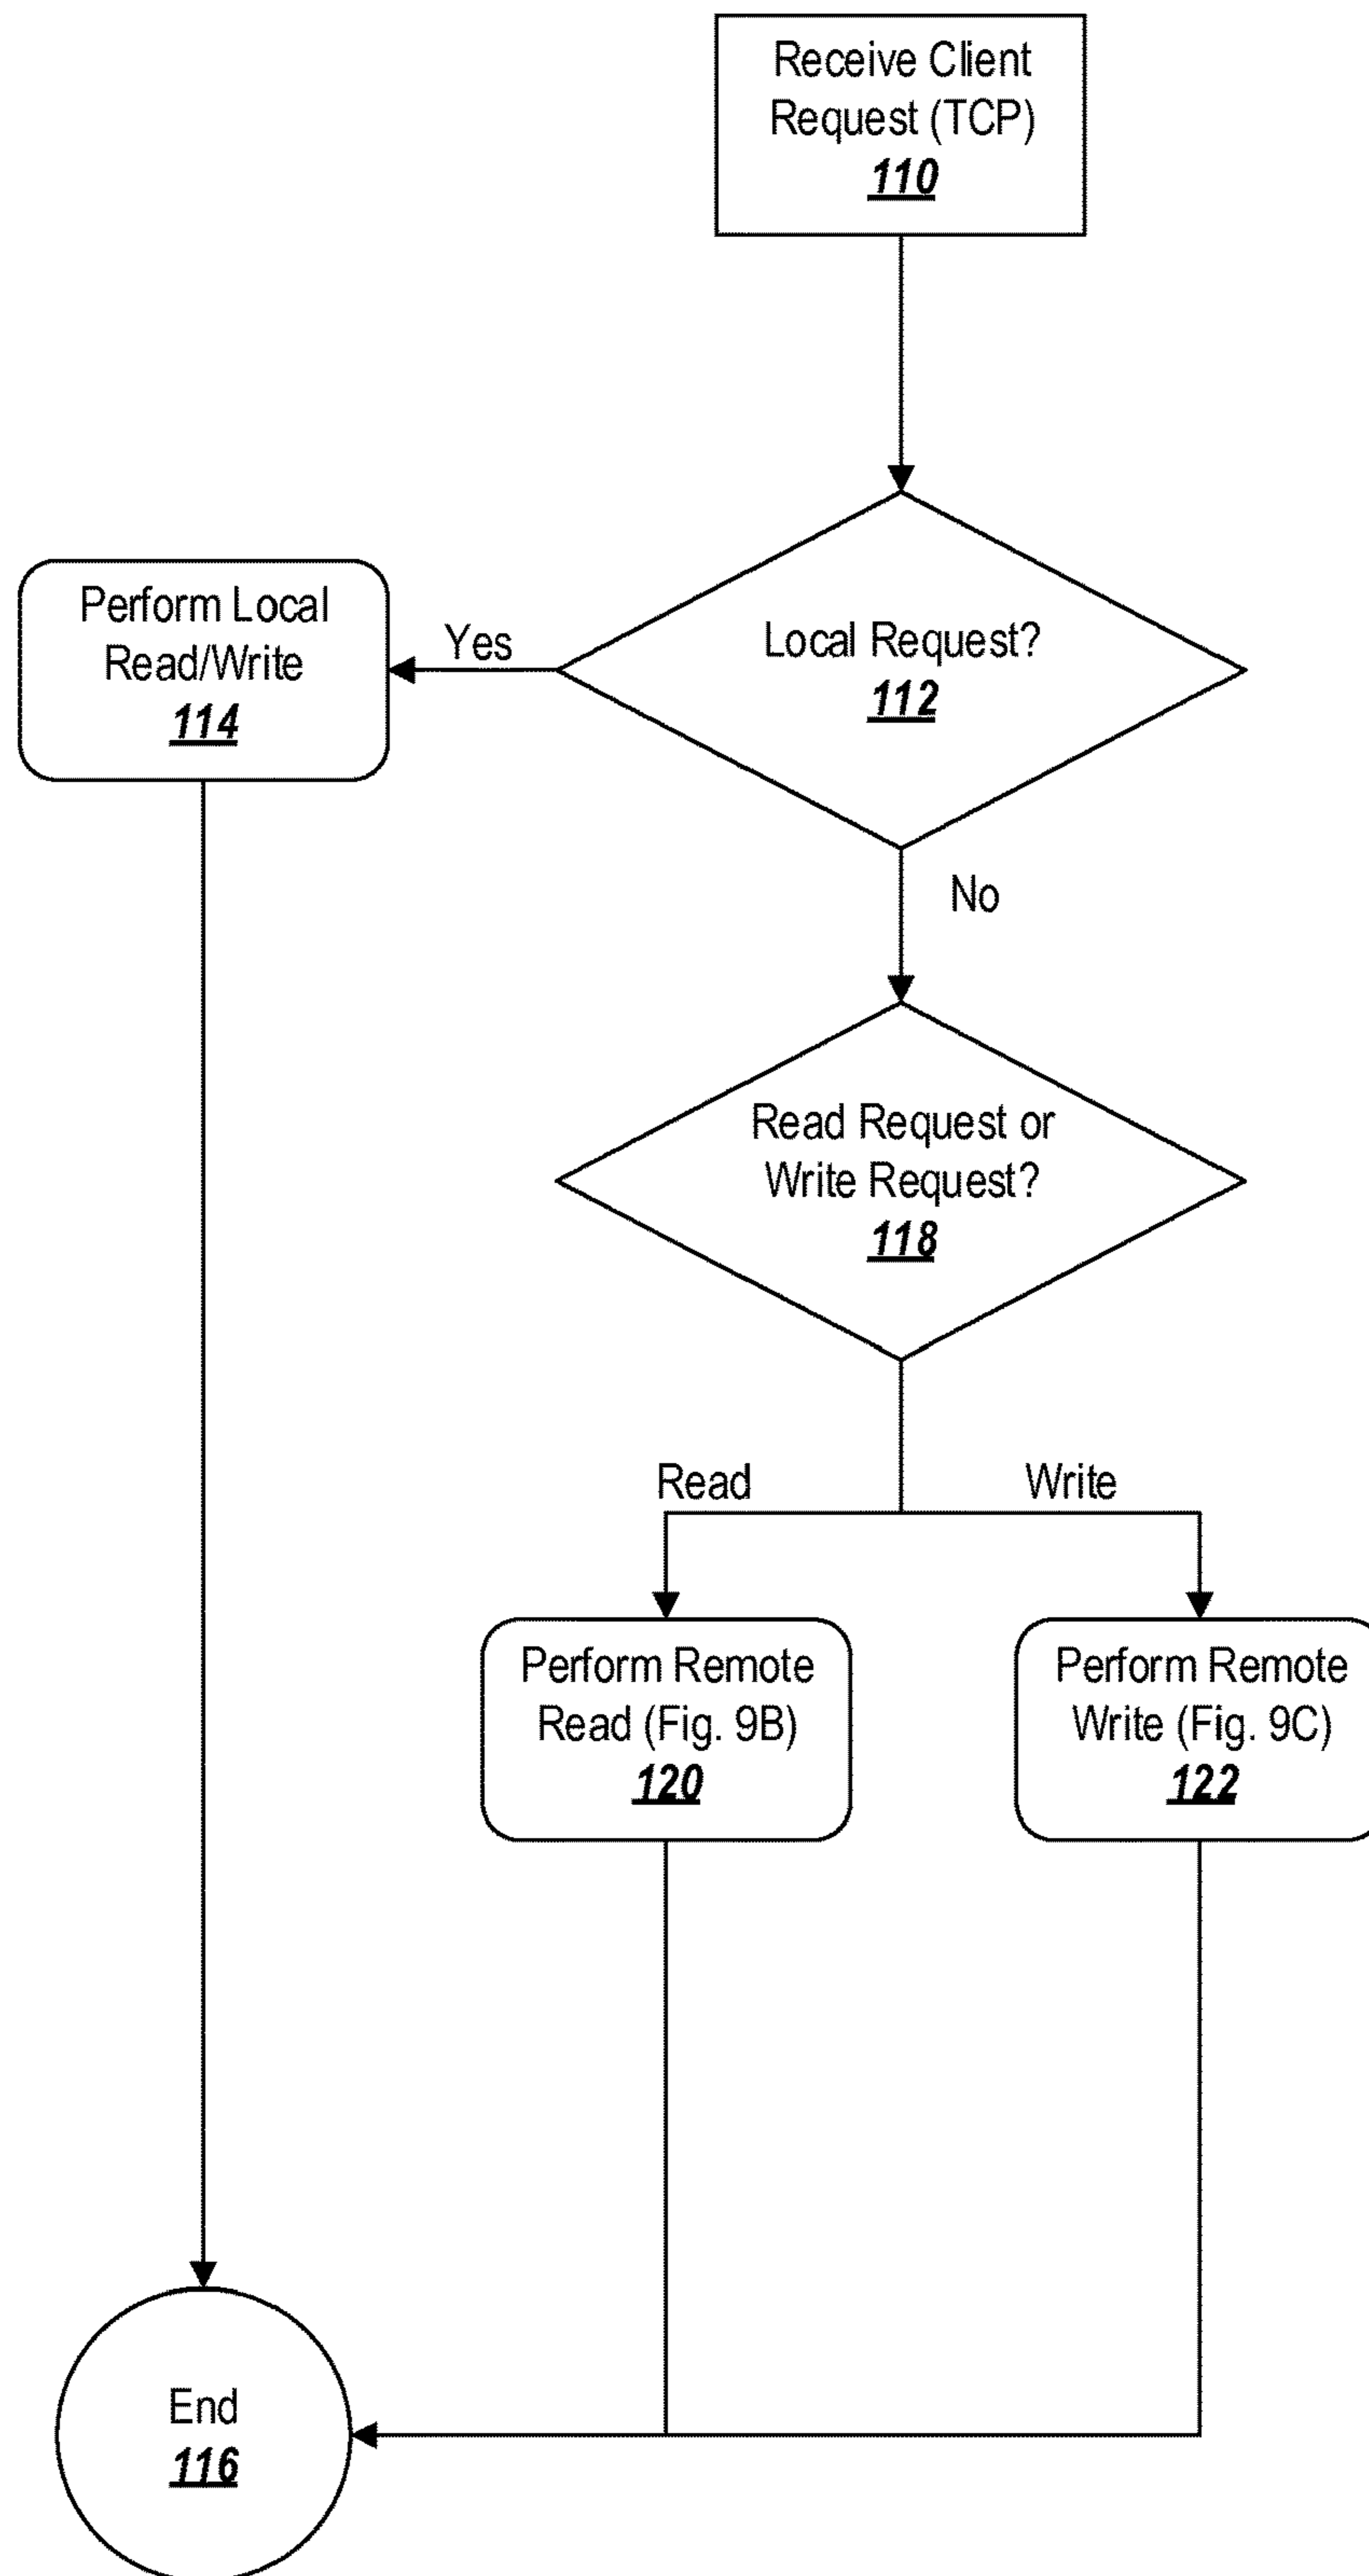 Receive Client
Request (TCP)
110
Local Request?
112
Yes
Perform Local
Read/Write
114
No
Read Request or
Write Request?
118
Read
Write
Perform Remote
Read (Fig. 9B)
120
Perform Remote
Write (Fig. 9C)
122
End
116